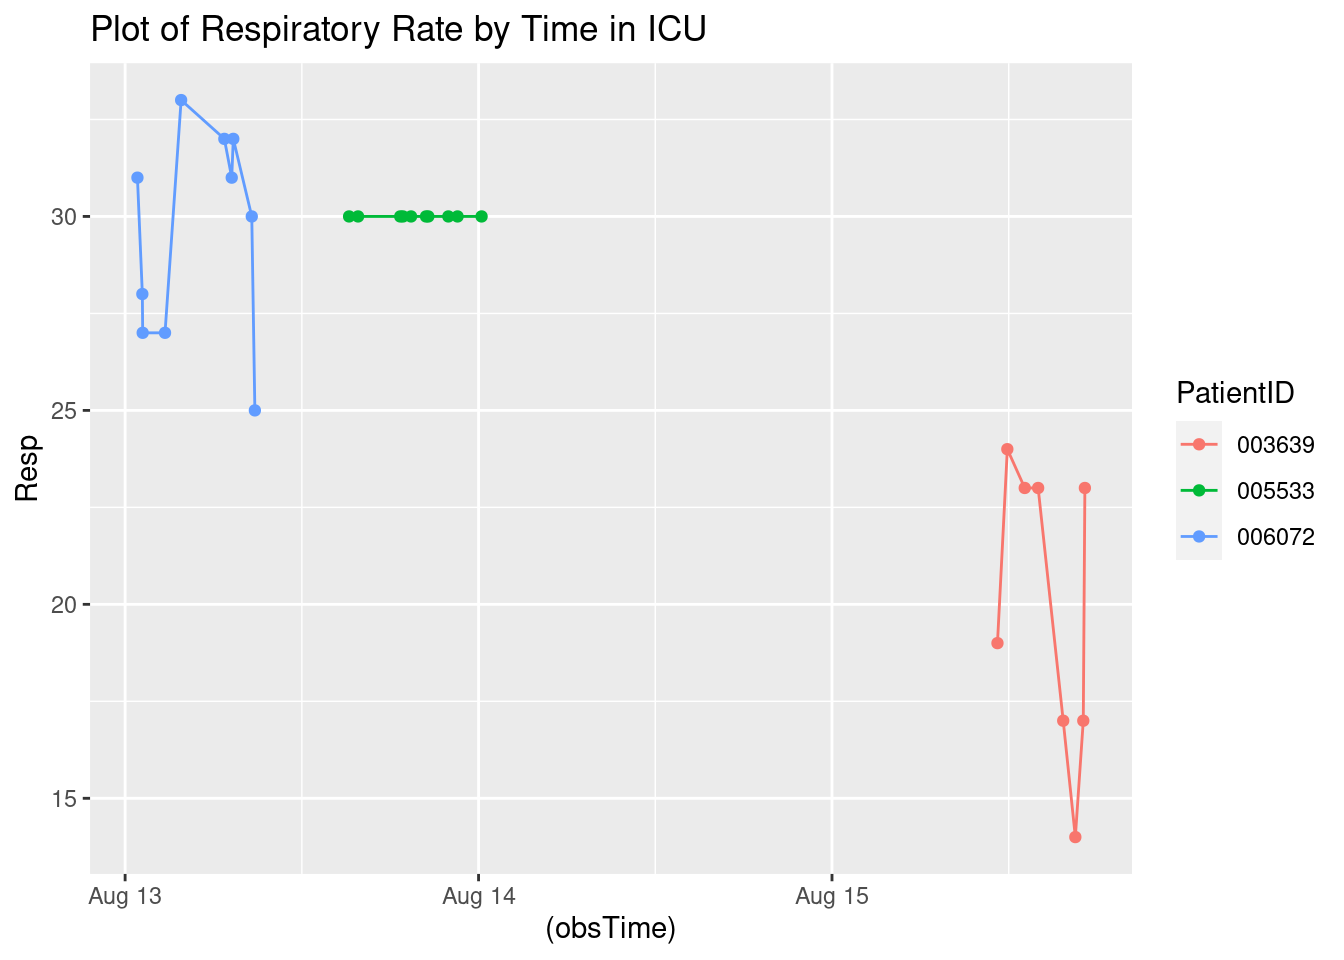 Plot of Respiratory Rate by Time in ICU
30
25
20
15
Resp
Aug 13
Aug 14
Aug 15
(obsTime)
PatientID
003639
005533
006072